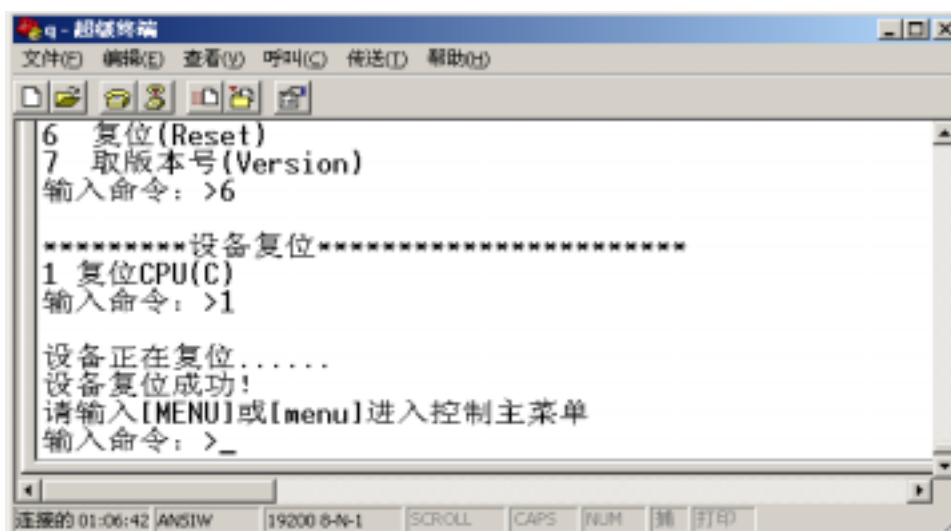 q - 超级终端
文件(F) 编辑(E) 查看(V) 呼叫(C) 传送(T) 帮助(H)
6 复位(Reset)
7 取版本号(Version)
输入命令：>6
*********设备复位***********************
1 复位CPU(C)
输入命令：>1
设备正在复位......
设备复位成功!
请输入[MENU]或[menu]进入控制主菜单
输入命令：>_
连接的 01:06:42 ANSIW 19200 8-N-1 SCROLL CAPS NUM 捕 打印